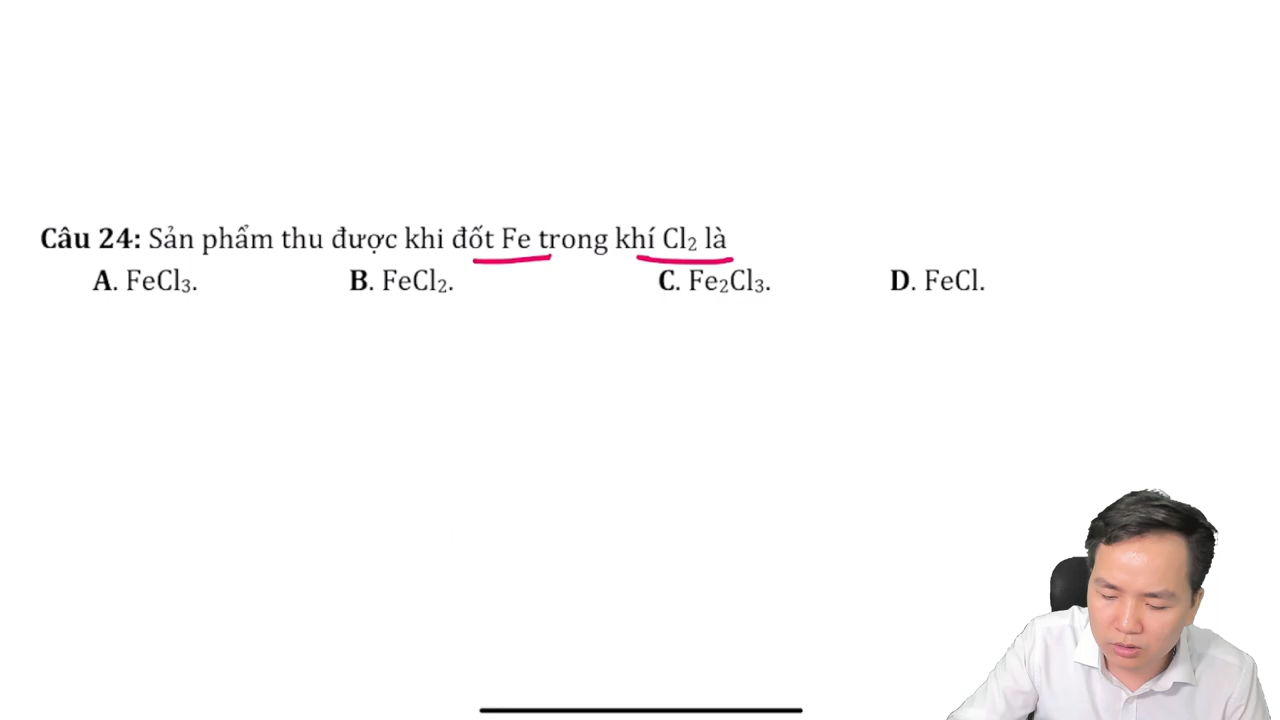 Câu 24: Sản phẩm thu được khi đốt Fe trong khí Cl₂ là
A. FeCl₃. B. FeCl₂. C. Fe₂Cl₃. D. FeCl.